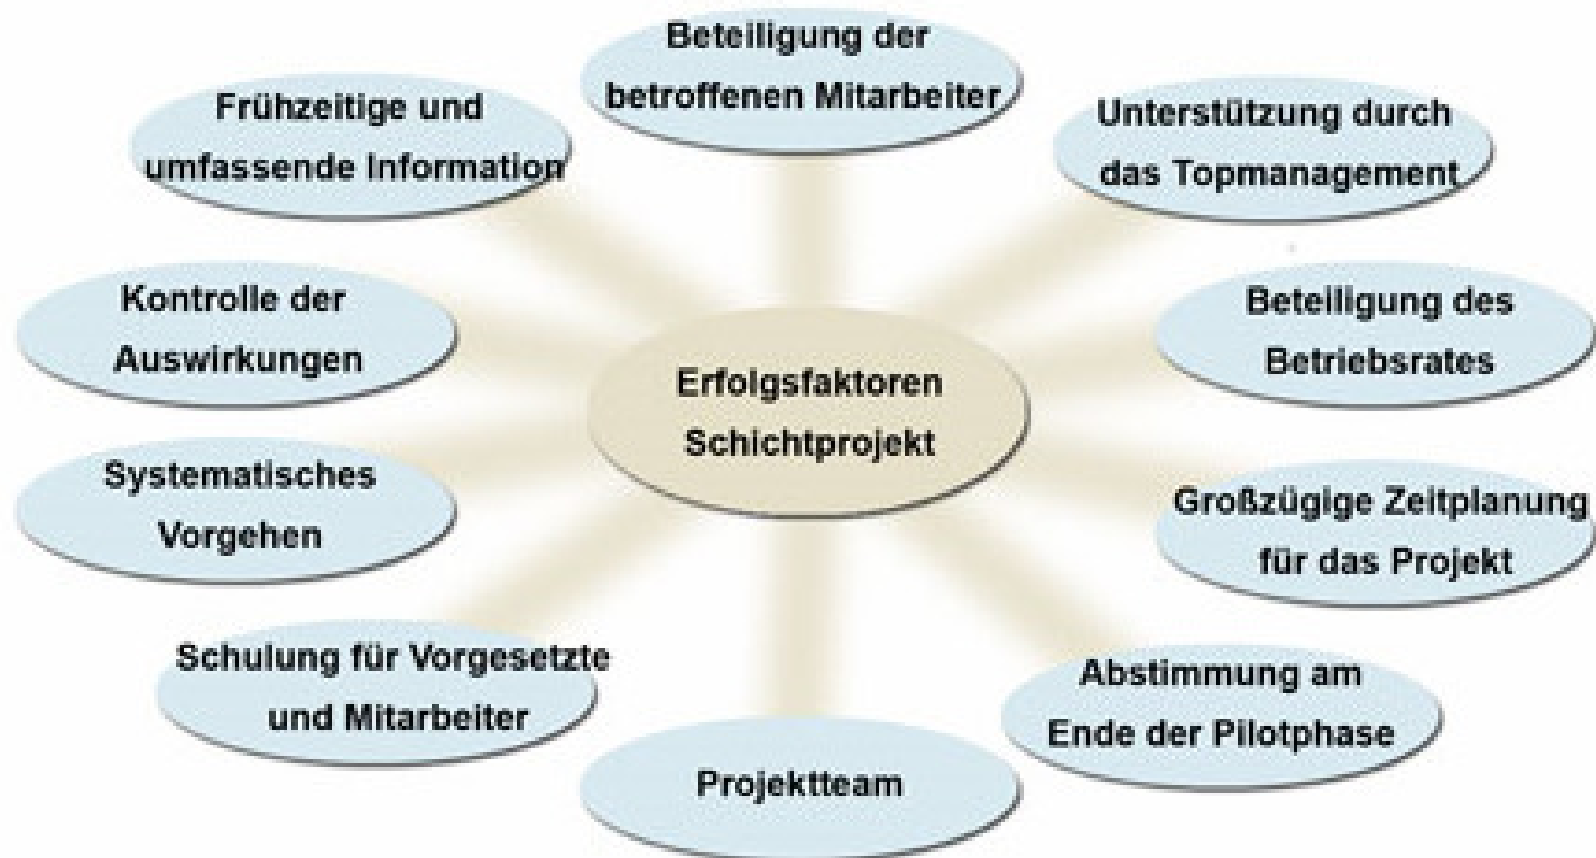 Beteiligung der
betroffenen Mitarbeiter
Frühzeitige und
umfassende Information
Unterstützung durch
das Topmanagement
Kontrolle der
Auswirkungen
Beteiligung des
Betriebsrates
Erfolgsfaktoren
Schichtprojekt
Systematisches
Vorgehen
Großzügige Zeitplanung
für das Projekt
Schulung für Vorgesetzte
und Mitarbeiter
Abstimmung am
Ende der Pilotphase
Projektteam